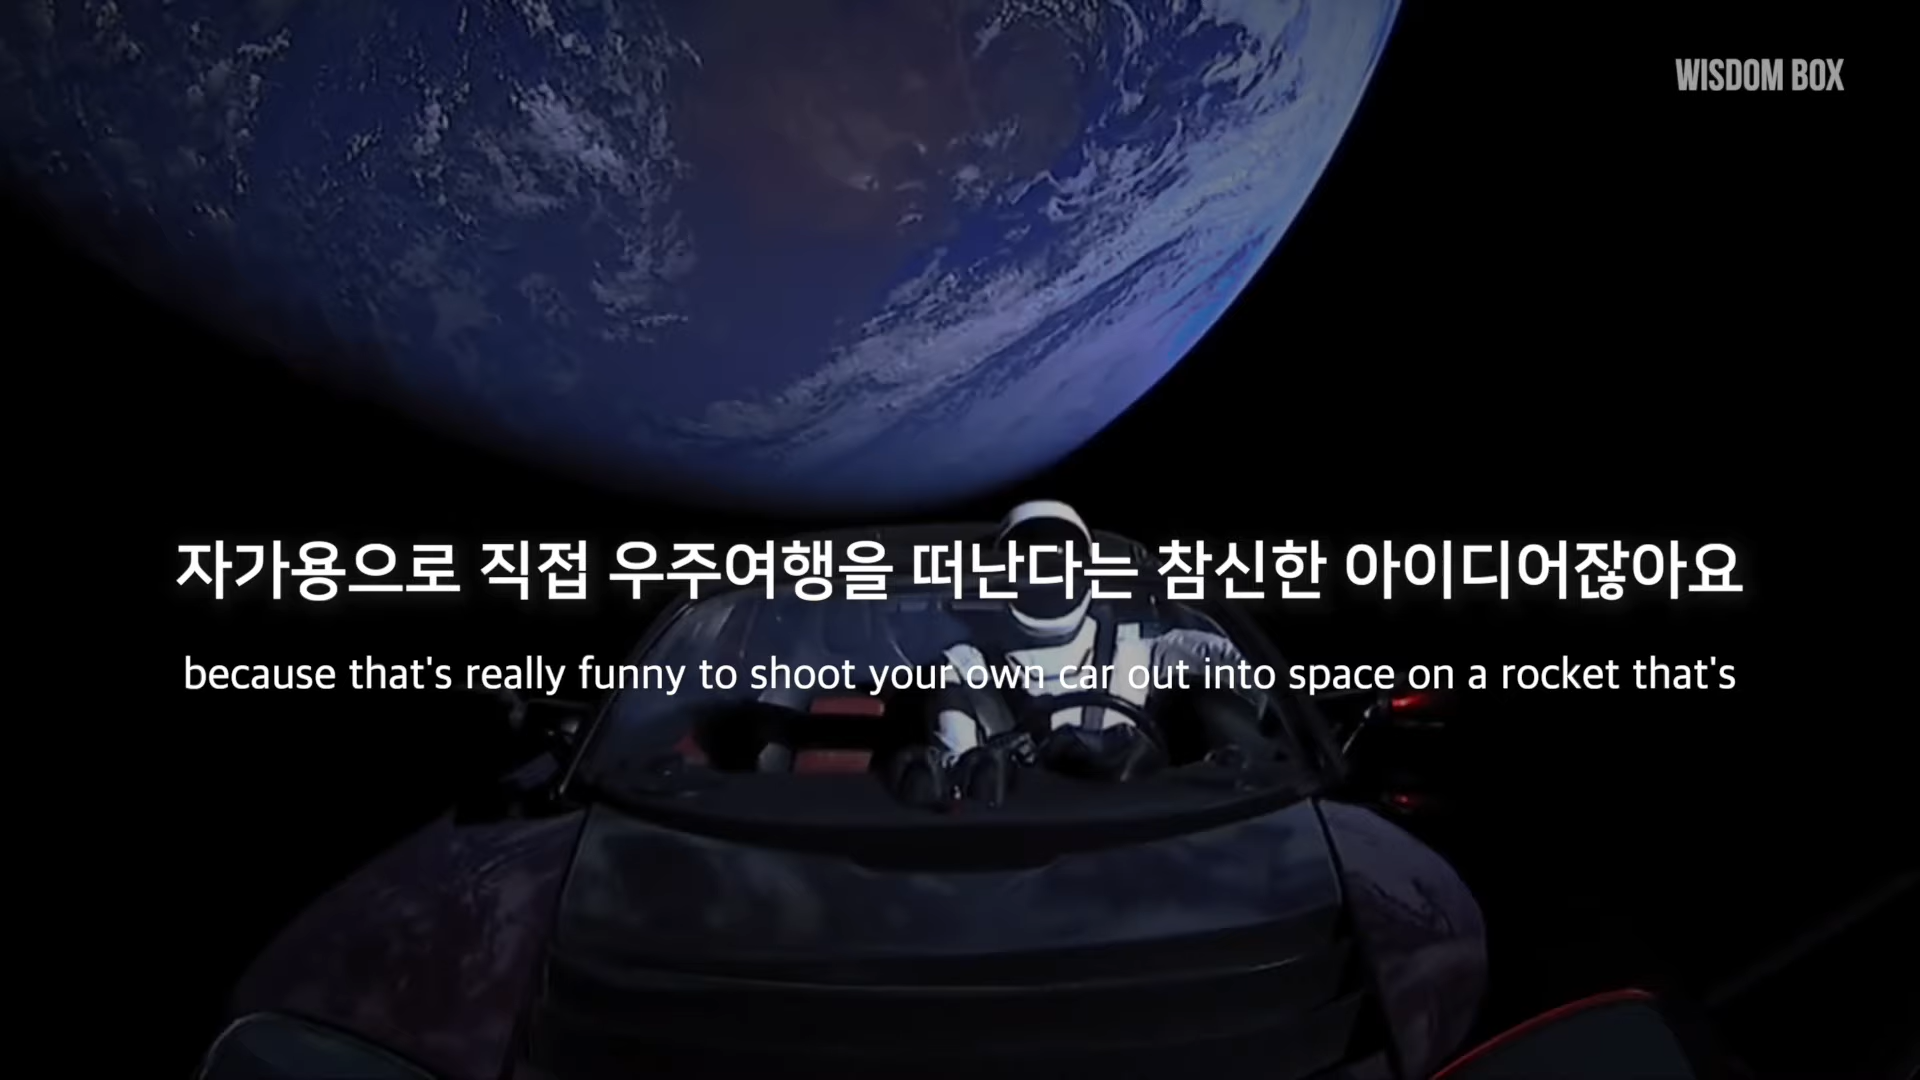 WISDOM BOX
자가용으로 직접 우주여행을 떠난다는 참신한 아이디어잖아요
because that's really funny to shoot your own car out into space on a rocket that's